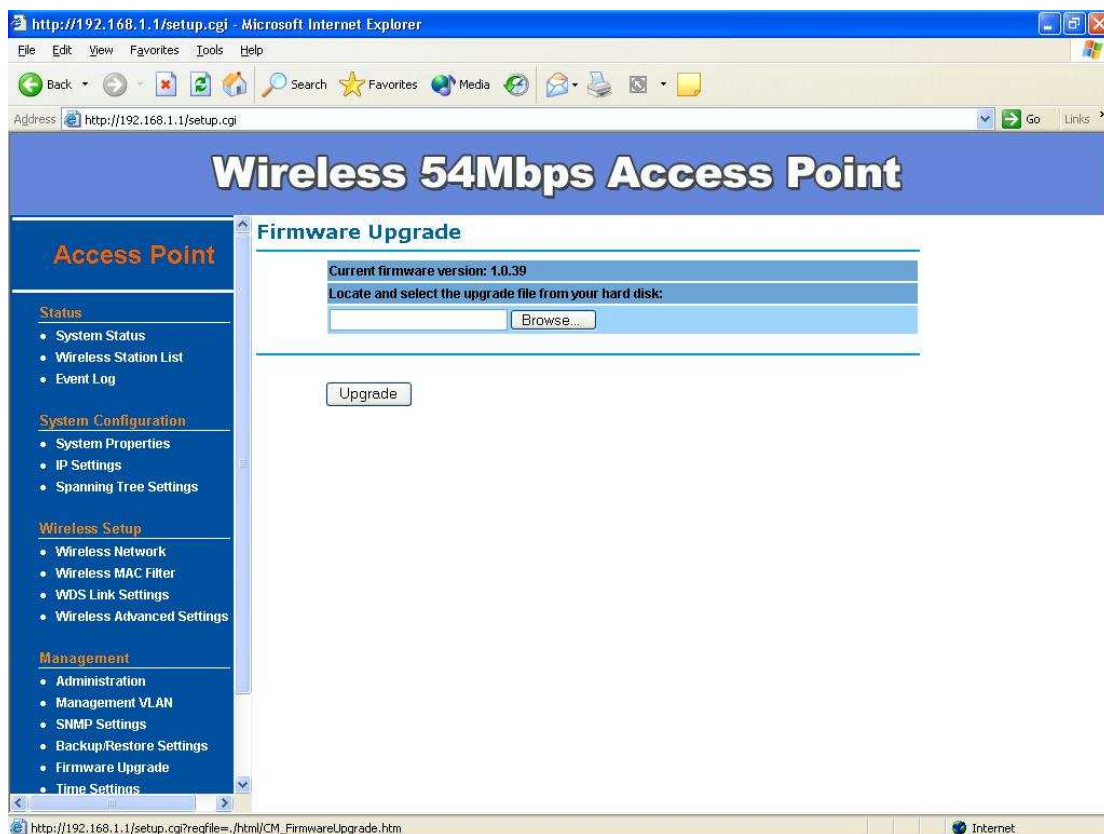 http://192.168.1.1/setup.cgi - Microsoft Internet Explorer
File Edit View Favorites Tools Help
Back Search Favorites Media
Address http://192.168.1.1/setup.cgi Go Links
Wireless 54Mbps Access Point
Access Point
Status
System Status
Wireless Station List
Event Log
System Configuration
System Properties
IP Settings
Spanning Tree Settings
Wireless Setup
Wireless Network
Wireless MAC Filter
WDS Link Settings
Wireless Advanced Settings
Management
Administration
Management VLAN
SNMP Settings
Backup/Restore Settings
Firmware Upgrade
Time Settings
Firmware Upgrade
Current firmware version: 1.0.39
Locate and select the upgrade file from your hard disk:
Browse...
Upgrade
http://192.168.1.1/setup.cgi?reqfile=./html/CM_FirmwareUpgrade.htm Internet